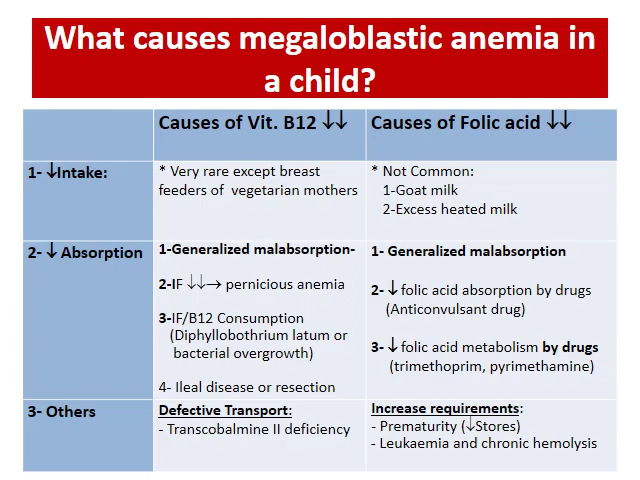 What causes megaloblastic anemia in
a child?
Causes of Vit. B12 ↓↓
Causes of Folic acid ↓↓
1- ↓Intake:
* Very rare except breast
feeders of vegetarian mothers
* Not Common:
1-Goat milk
2-Excess heated milk
2- ↓ Absorption
1-Generalized malabsorption-
2-IF ↓↓→ pernicious anemia
3-IF/B12 Consumption
(Diphyllobothrium latum or
bacterial overgrowth)
4- Ileal disease or resection
1- Generalized malabsorption
2- ↓ folic acid absorption by drugs
(Anticonvulsant drug)
3- ↓ folic acid metabolism by drugs
(trimethoprim, pyrimethamine)
3- Others
Defective Transport:
- Transcobalmine II deficiency
Increase requirements:
- Prematurity (↓Stores)
- Leukaemia and chronic hemolysis